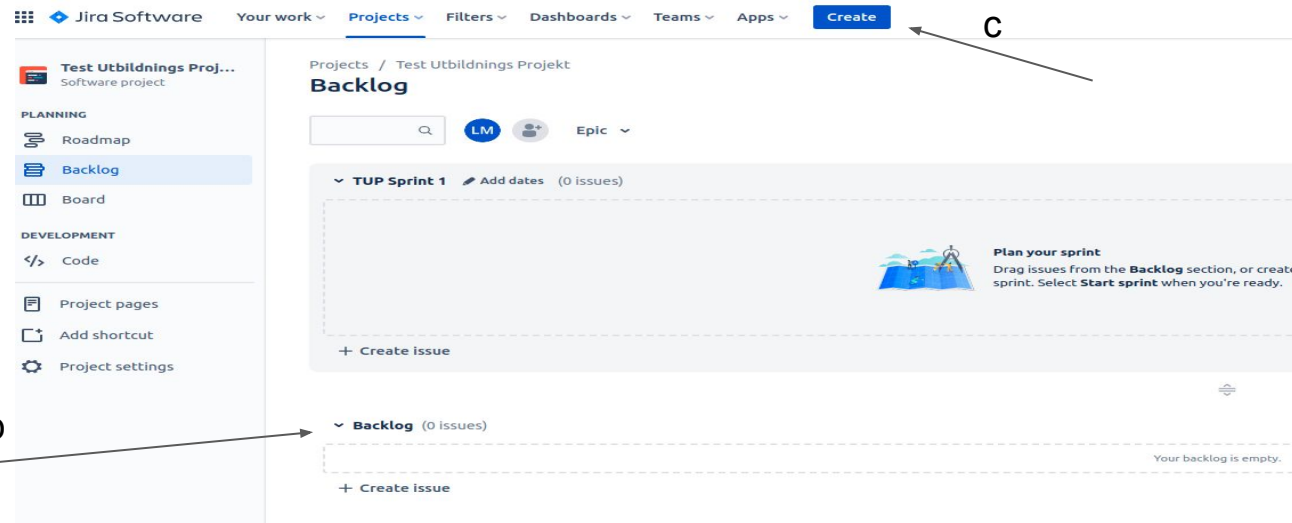 Jira Software Your work Projects Filters Dashboards Teams Apps Create
C
Test Utbildnings Proj...
Software project
PLANNING
Roadmap
Backlog
Board
DEVELOPMENT
Code
Project pages
Add shortcut
Project settings
Projects / Test Utbildnings Projekt
Backlog
LM Epic
TUP Sprint 1 Add dates (0 issues)
Plan your sprint
Drag issues from the Backlog section, or create
sprint. Select Start sprint when you're ready.
+ Create issue
Backlog (0 issues)
Your backlog is empty.
+ Create issue